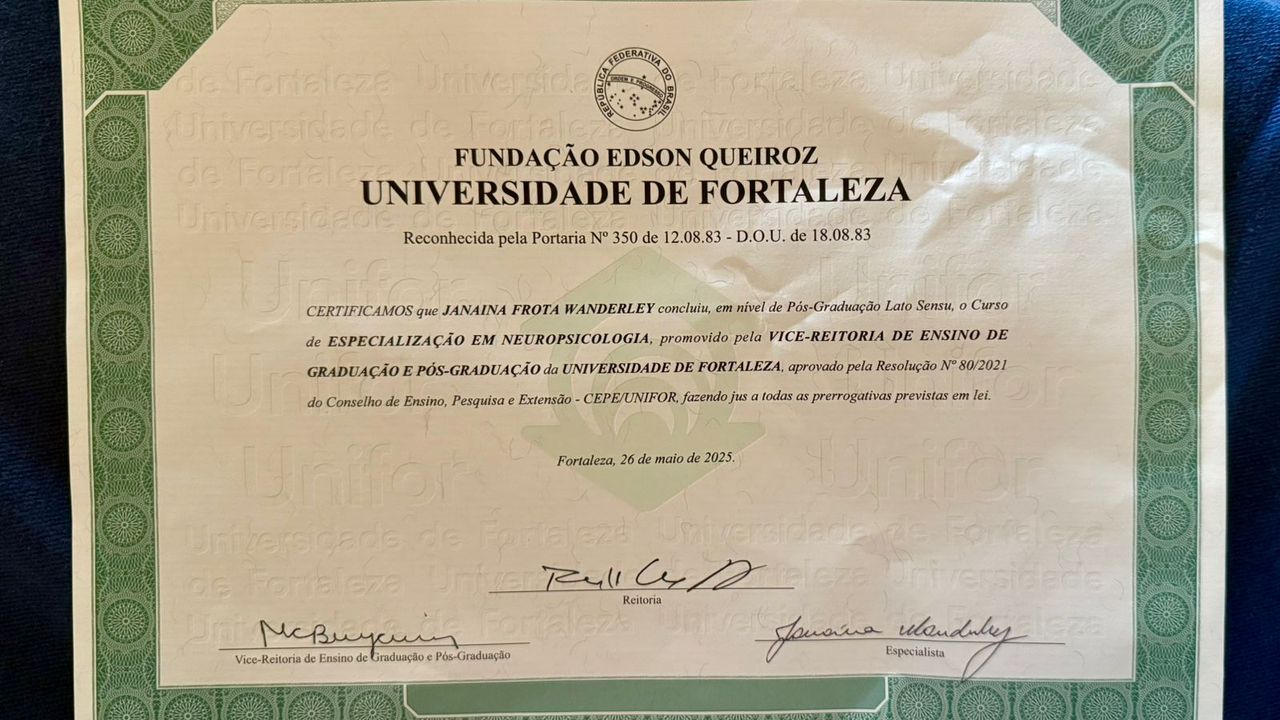 REPÚBLICA FEDERATIVA DO BRASIL
ORDEM E PROGRESSO
FUNDAÇÃO EDSON QUEIROZ
UNIVERSIDADE DE FORTALEZA
Reconhecida pela Portaria Nº 350 de 12.08.83 - D.O.U. de 18.08.83
CERTIFICAMOS que JANAINA FROTA WANDERLEY concluiu, em nível de Pós-Graduação Lato Sensu, o Curso
de ESPECIALIZAÇÃO EM NEUROPSICOLOGIA, promovido pela VICE-REITORIA DE ENSINO DE
GRADUAÇÃO E PÓS-GRADUAÇÃO da UNIVERSIDADE DE FORTALEZA, aprovado pela Resolução Nº 80/2021
do Conselho de Ensino, Pesquisa e Extensão - CEPE/UNIFOR, fazendo jus a todas as prerrogativas previstas em lei.
Fortaleza, 26 de maio de 2025.
Reitoria
Vice-Reitoria de Ensino de Graduação e Pós-Graduação
Janaina Wanderley
Especialista